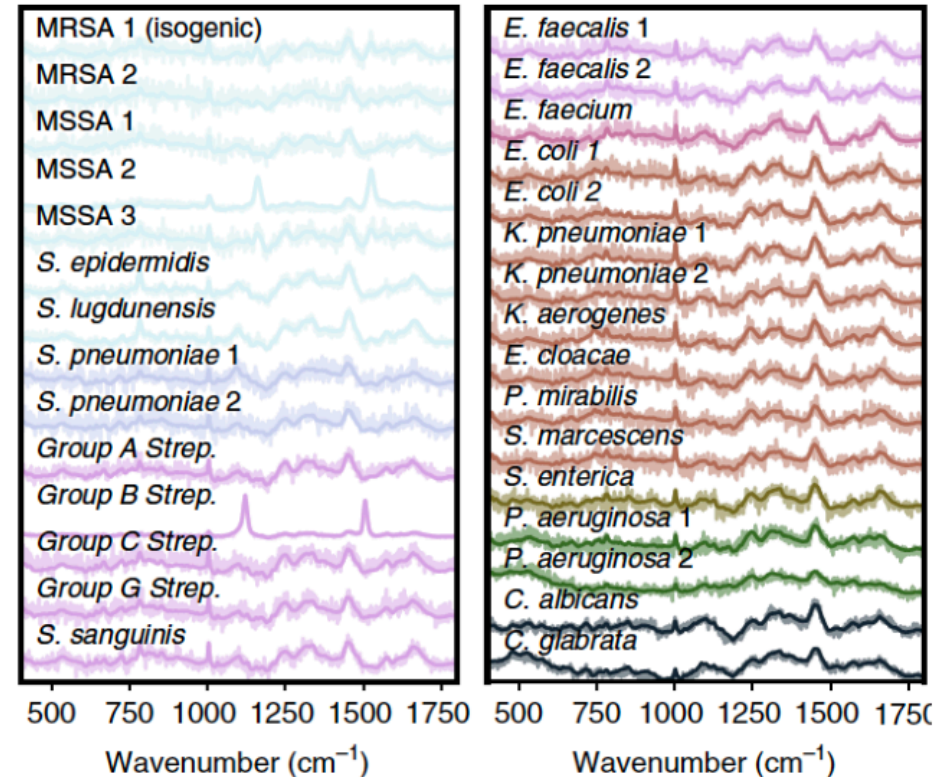 MRSA 1 (isogenic)
MRSA 2
MSSA 1
MSSA 2
MSSA 3
S. epidermidis
S. lugdunensis
S. pneumoniae 1
S. pneumoniae 2
Group A Strep.
Group B Strep.
Group C Strep.
Group G Strep.
S. sanguinis
500 750 1000 1250 1500 1750
Wavenumber (cm⁻¹)
E. faecalis 1
E. faecalis 2
E. faecium
E. coli 1
E. coli 2
K. pneumoniae 1
K. pneumoniae 2
K. aerogenes
E. cloacae
P. mirabilis
S. marcescens
S. enterica
P. aeruginosa 1
P. aeruginosa 2
C. albicans
C. glabrata
500 750 1000 1250 1500 1750
Wavenumber (cm⁻¹)